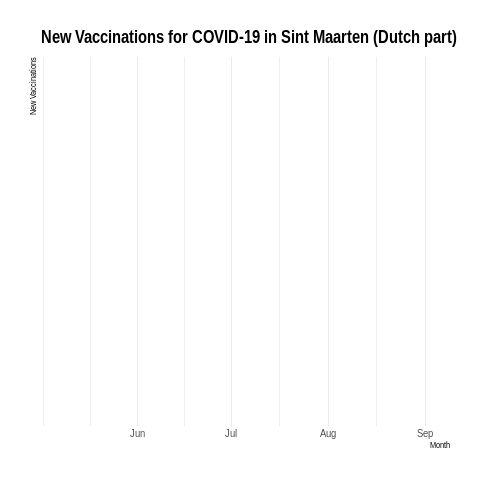 New Vaccinations for COVID-19 in Sint Maarten (Dutch part)
New Vaccinations
Jun Jul Aug Sep
Month